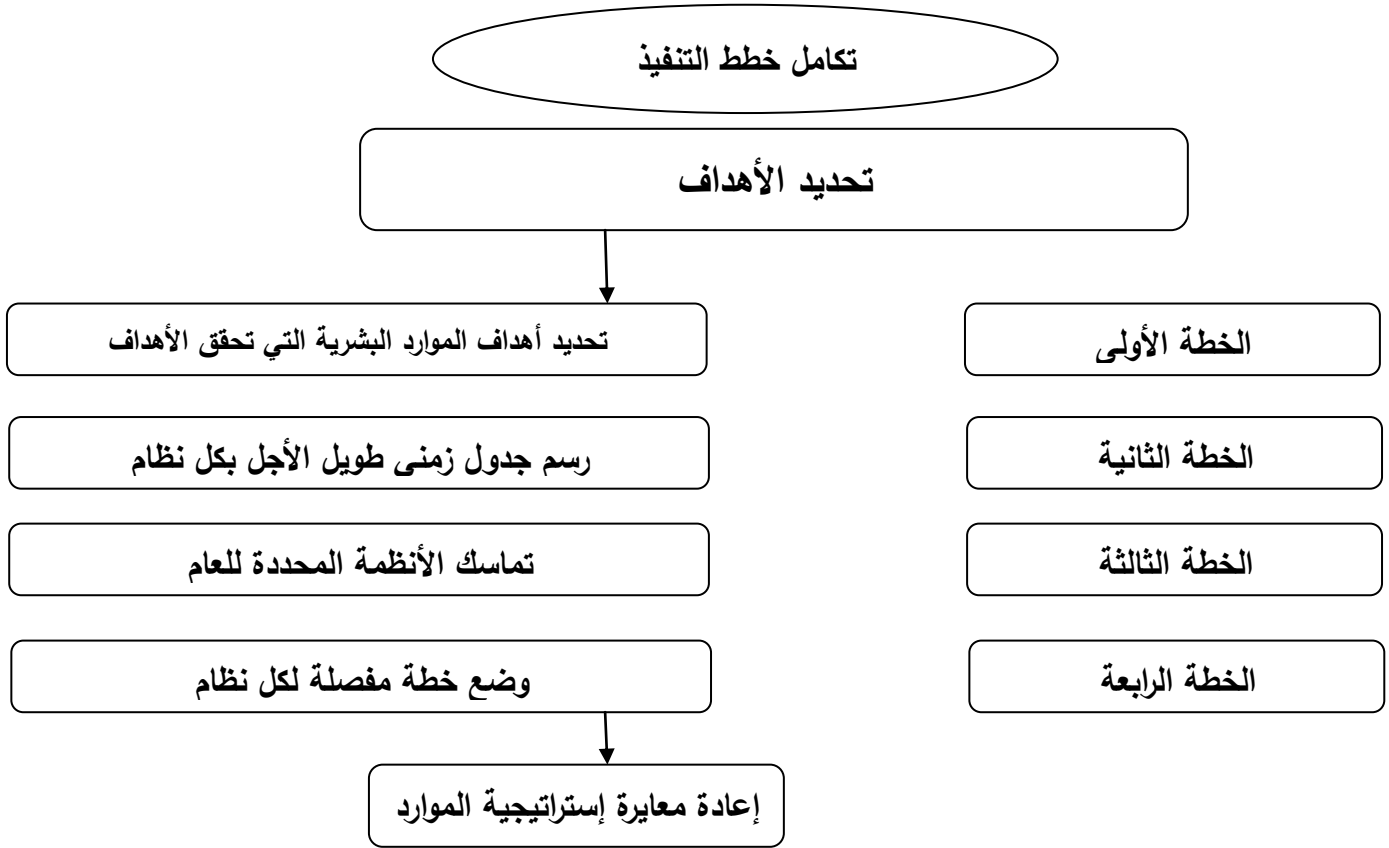 تكامل خطط التنفيذ
تحديد الأهداف
الخطة الأولى
تحديد أهداف الموارد البشرية التي تحقق الأهداف
الخطة الثانية
رسم جدول زمني طويل الأجل بكل نظام
الخطة الثالثة
تماسك الأنظمة المحددة للعام
الخطة الرابعة
وضع خطة مفصلة لكل نظام
إعادة معايرة إستراتيجية الموارد